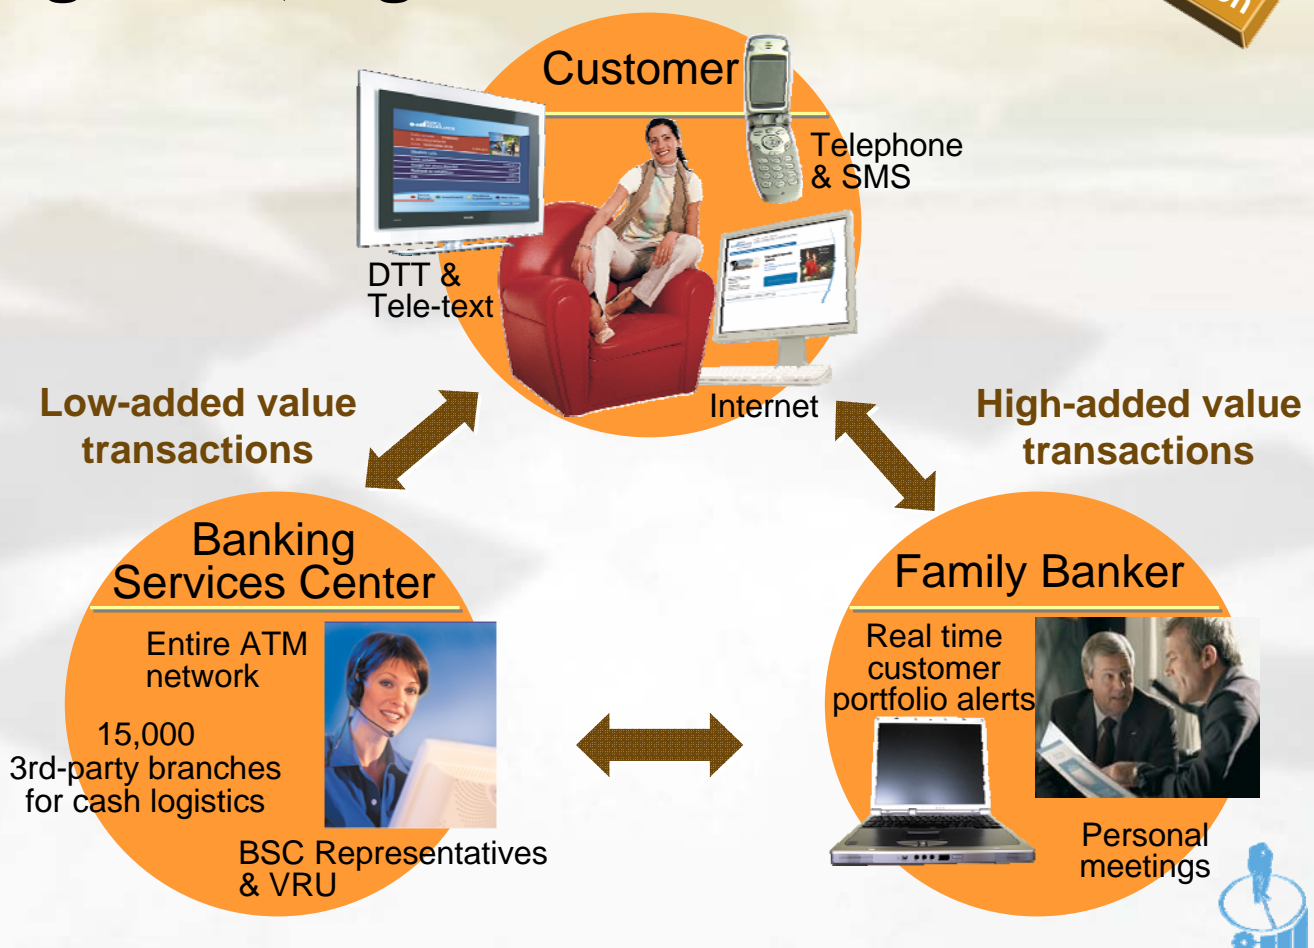 Customer
Telephone
& SMS
DTT &
Tele-text
Internet
Low-added value
transactions
High-added value
transactions
Banking
Services Center
Entire ATM
network
15,000
3rd-party branches
for cash logistics
BSC Representatives
& VRU
Family Banker
Real time
customer
portfolio alerts
Personal
meetings